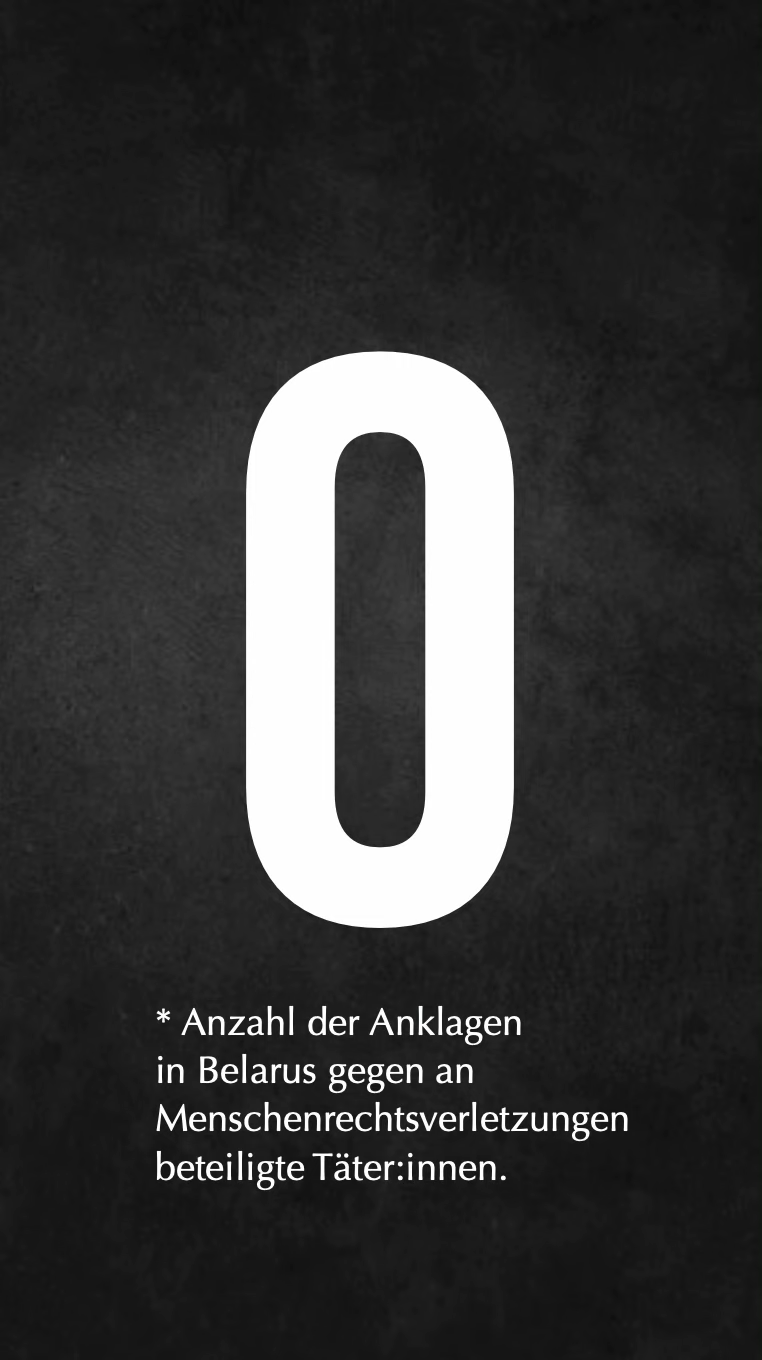 0
* Anzahl der Anklagen
in Belarus gegen an
Menschenrechtsverletzungen
beteiligte Täter:innen.